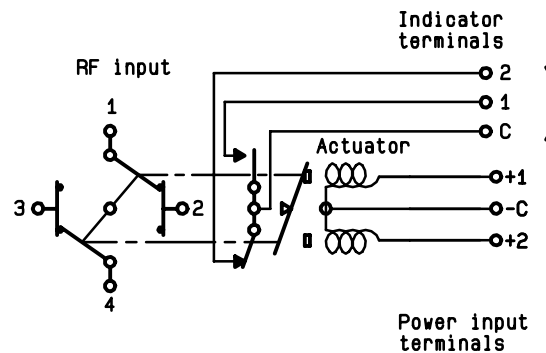 Indicator
terminals
RF input
2
1
1
C
Actuator
+1
3
2
-C
+2
4
Power input
terminals